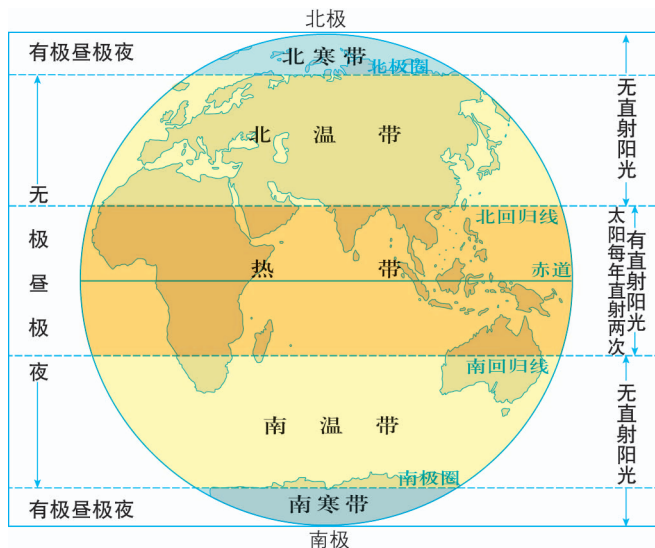 北极
有极昼极夜
北寒带
北极圈
无直射阳光
北温带
无极昼极夜
北回归线
太阳每年直射两次
有直射阳光
热带
赤道
南回归线
无直射阳光
南温带
南极圈
有极昼极夜
南寒带
南极